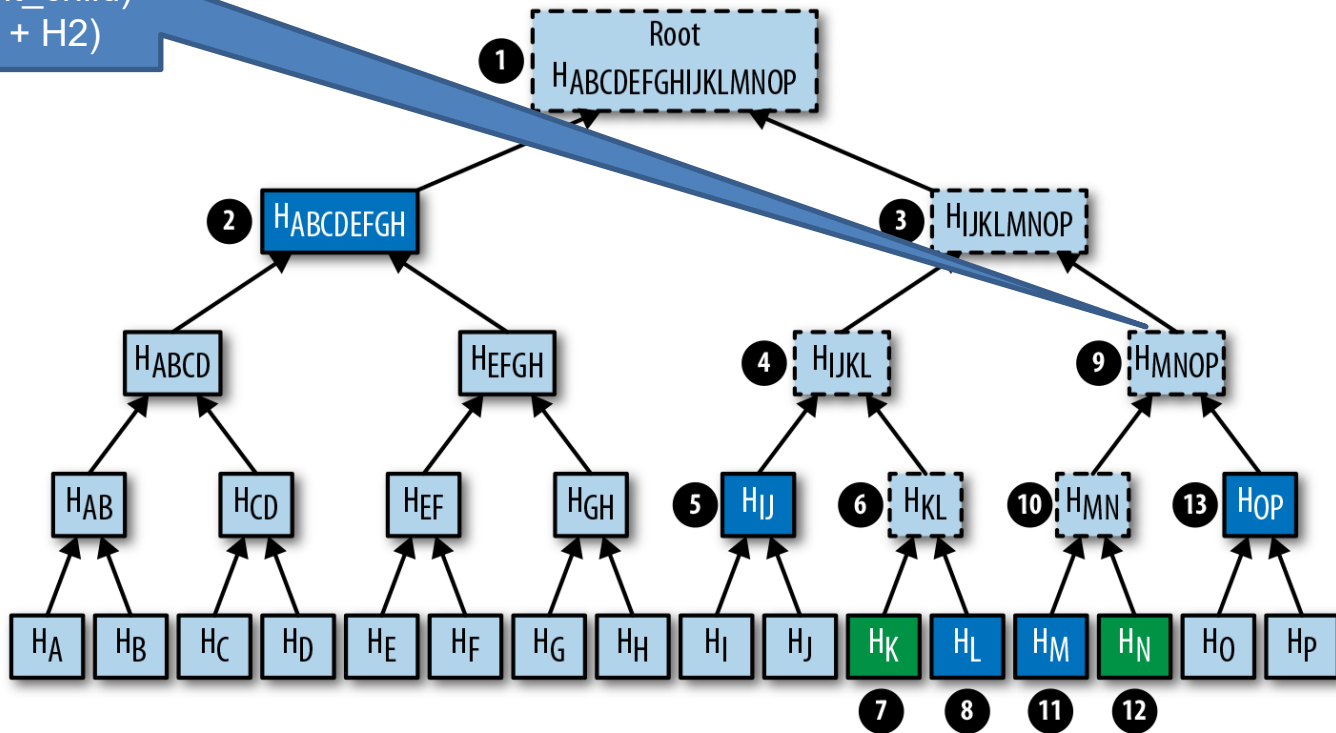 + H2)
1
Root
HABCDEFGHIJKLMNOP
2
HABCDEFGH
3
HIJKLMNOP
HABCD
HEFGH
4
HIJKL
9
HMNOP
HAB
HCD
HEF
HGH
5
HIJ
6
HKL
10
HMN
13
HOP
HA
HB
HC
HD
HE
HF
HG
HH
HI
HJ
HK
HL
HM
HN
HO
HP
7
8
11
12